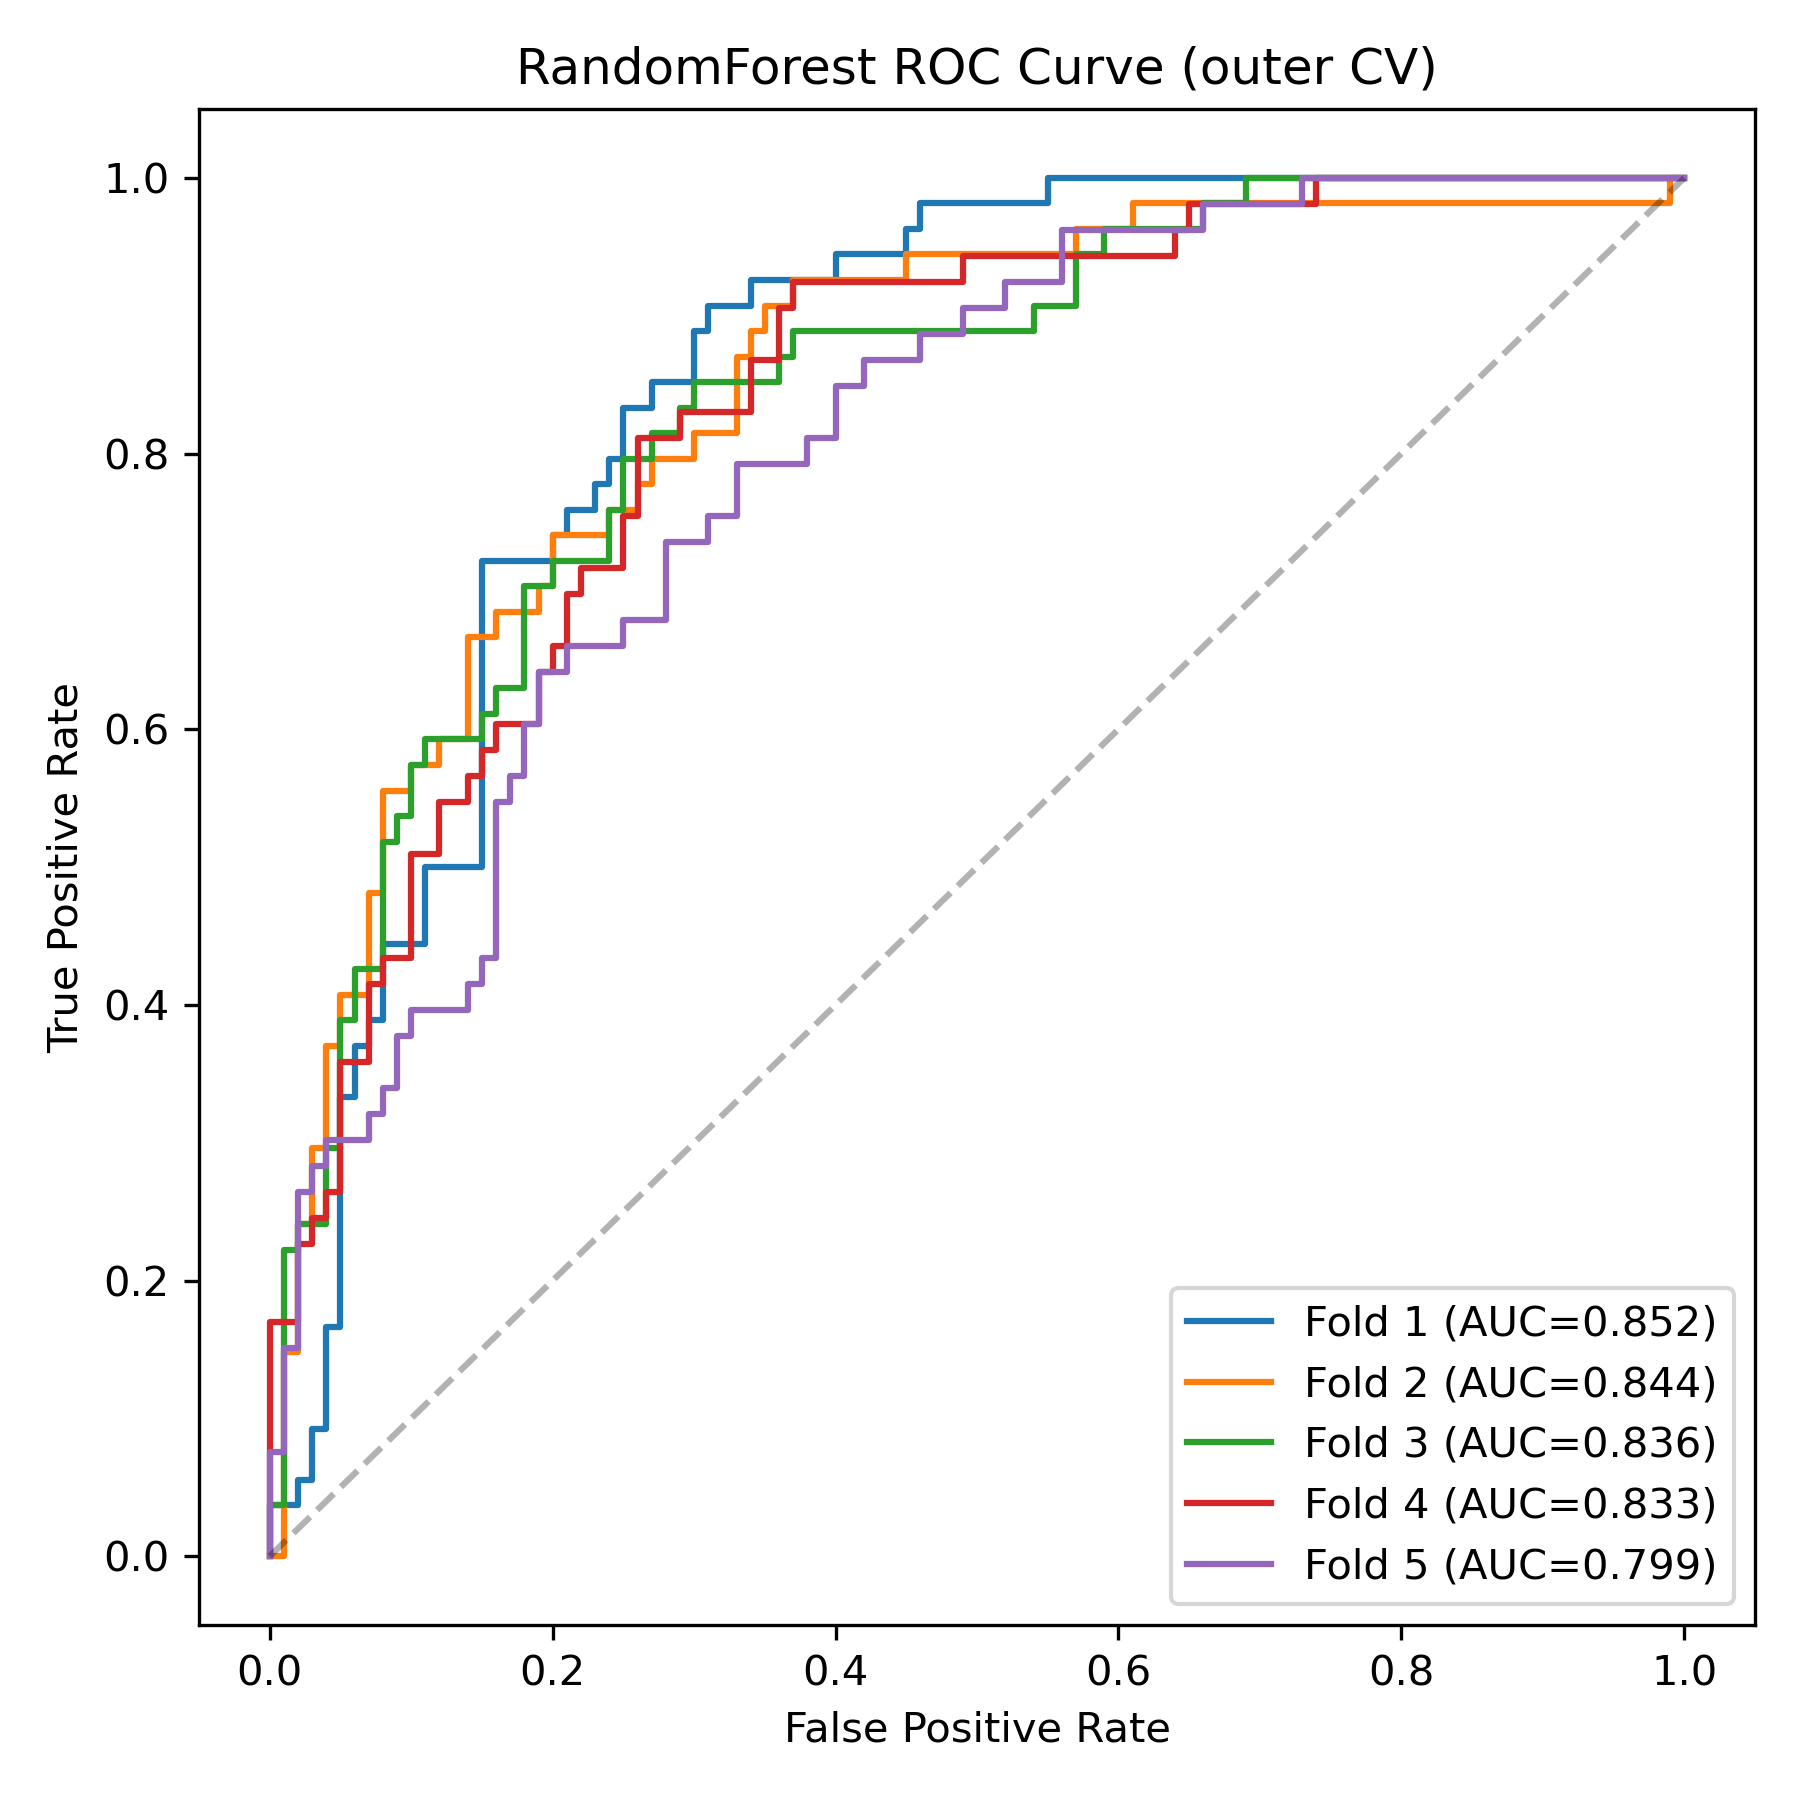 RandomForest ROC Curve (outer CV)
True Positive Rate
1.0
0.8
0.6
0.4
0.2
0.0
0.0 0.2 0.4 0.6 0.8 1.0
False Positive Rate
Fold 1 (AUC=0.852)
Fold 2 (AUC=0.844)
Fold 3 (AUC=0.836)
Fold 4 (AUC=0.833)
Fold 5 (AUC=0.799)